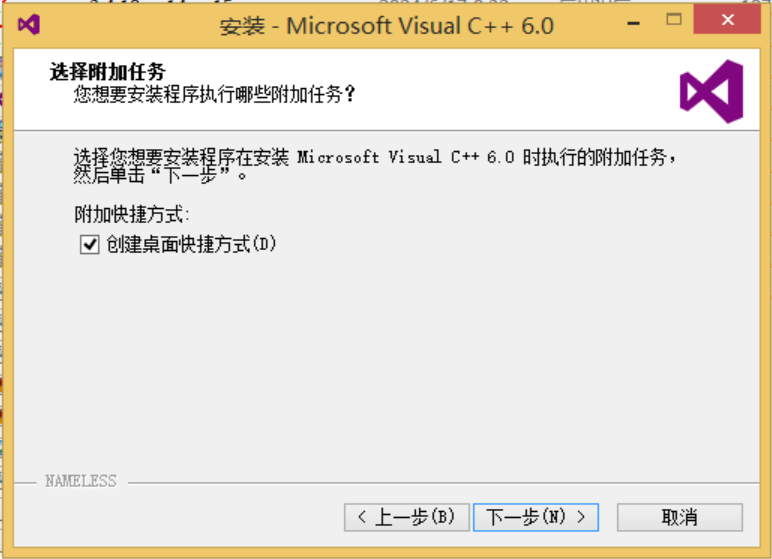 安装 - Microsoft Visual C++ 6.0
选择附加任务
您想要安装程序执行哪些附加任务?
选择您想要安装程序在安装 Microsoft Visual C++ 6.0 时执行的附加任务,
然后单击“下一步”。
附加快捷方式:
创建桌面快捷方式(D)
NAMELESS
< 上一步(B)
下一步(N) >
取消